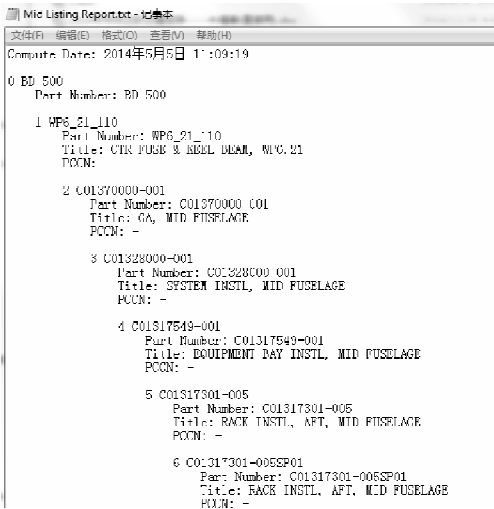 Mid Listing Report.txt - 记事本
文件(F) 编辑(E) 格式(O) 查看(V) 帮助(H)
Compute Date: 2014年5月5日 11:09:19
0 BD 500
Part Number: BD 500
1 WP6_21_110
Part Number: WP6_21_110
Title: CTR FUSE & KEEL BEAM, WP6.21
PCCN:
2 C01370000-001
Part Number: C01370000 001
Title: GA, MID FUSELAGE
PCCN: -
3 C01328000-001
Part Number: C01328000 001
Title: SYSTEM INSTL, MID FUSELAGE
PCCN: -
4 C01317549-001
Part Number: C01317549-001
Title: EQUIPMENT BAY INSTL, MID FUSELAGE
PCCN: -
5 C01317301-005
Part Number: C01317301-005
Title: RACK INSTL, AFT, MID FUSELAGE
PCCN: -
6 C01317301-005SP01
Part Number: C01317301-005SP01
Title: RACK INSTL, AFT, MID FUSELAGE
PCCN: -